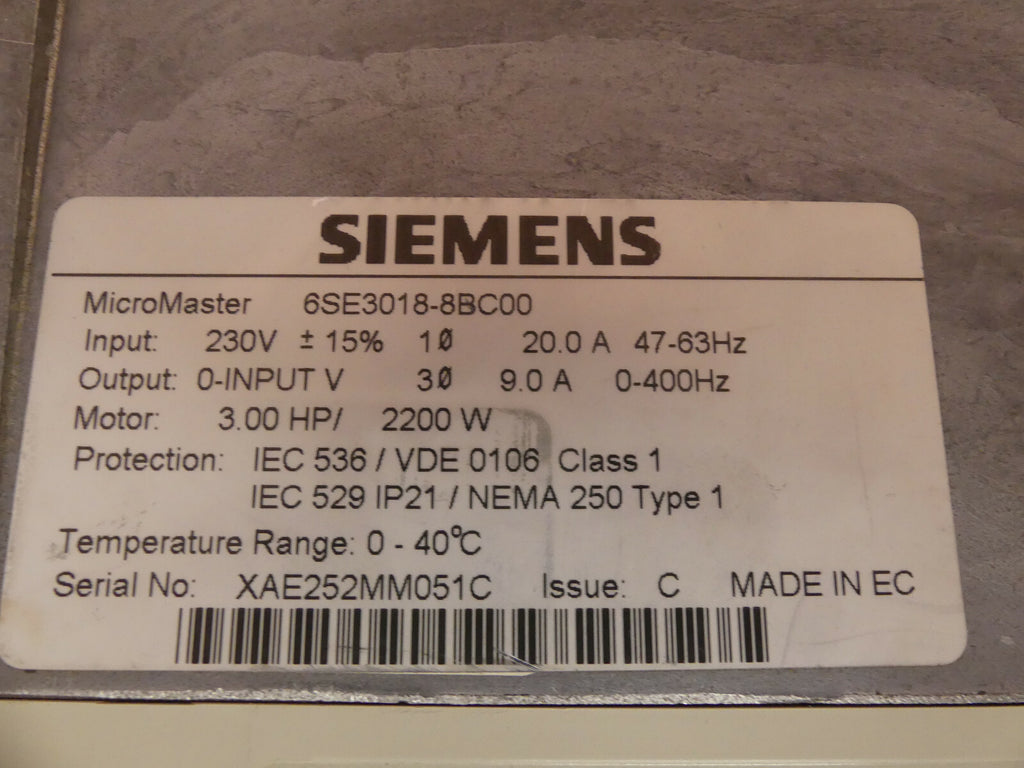 SIEMENS
MicroMaster 6SE3018-8BC00
Input: 230V ± 15% 1Ø 20.0 A 47-63Hz
Output: 0-INPUT V 3Ø 9.0 A 0-400Hz
Motor: 3.00 HP/ 2200 W
Protection: IEC 536 / VDE 0106 Class 1
IEC 529 IP21 / NEMA 250 Type 1
Temperature Range: 0 - 40°C
Serial No: XAE252MM051C Issue: C MADE IN EC